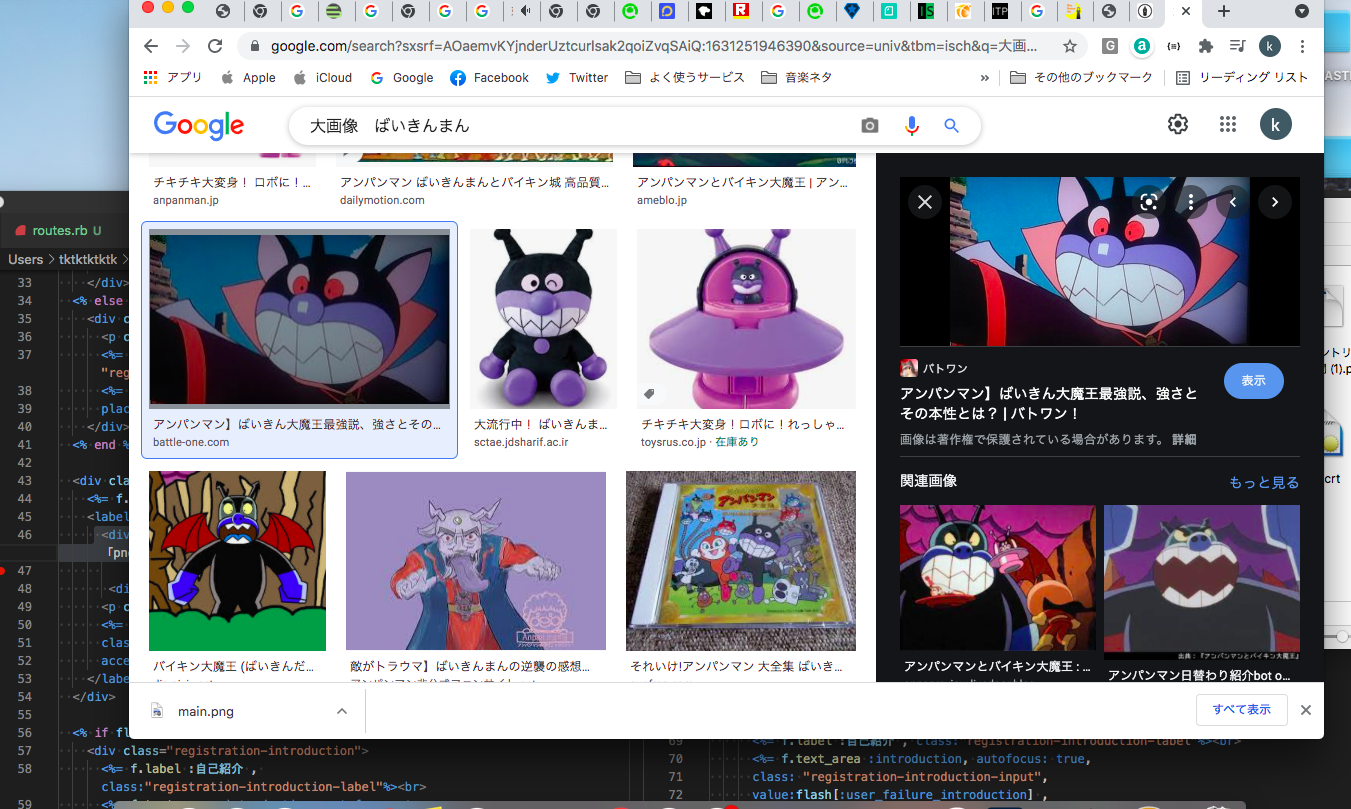 google.com/search?sxsrf=AOaemvKYjnderUztcurlsak2qoiZvqSAiQ:1631251946390&source=univ&tbm=isch&q=大画...
アプリ Apple iCloud Google Facebook Twitter よく使うサービス 音楽ネタ » その他のブックマーク リーディング リスト
Google 大画像　ばいきんまん k
チキチキ大変身！ ロボに！...
anpanman.jp
アンパンマン ばいきんまんとバイキン城 高品質...
dailymotion.com
アンパンマンとバイキン大魔王 | アン...
ameblo.jp
アンパンマン】ばいきん大魔王最強説、強さとその...
battle-one.com
大流行中！ ばいきんま...
sctae.jdsharif.ac.ir
チキチキ大変身！ロボに！れっしゃ...
toysrus.co.jp · 在庫あり
バイキン大魔王 (ばいきんだ...
敵がトラウマ】ばいきんまんの逆襲の感想...
それいけ!アンパンマン 大全集 ばいき...
バトワン
アンパンマン】ばいきん大魔王最強説、強さと
その本性とは？ | バトワン！
表示
画像は著作権で保護されている場合があります。 詳細
関連画像
もっと見る
アンパンマンとバイキン大魔王 : ...
出典：『アンパンマンとバイキン大魔王』
アンパンマン日替わり紹介bot o...
main.png
すべて表示
routes.rb U
Users > tktktktktk >
33 </div>
34 <% else
35 <div c
36 <p c
37 <%=
"reg
38 <%=
39 plac
40 </div>
41 <% end %
42
43 <div cla
44 <%= f.
45 <label
46 <div
「pn
47
48 <div
49 <p c
50 <%=
51 clas
52 acce
53 </labe
54 </div>
55
56 <% if fl
57 <div class="registration-introduction">
58 <%= f.label :自己紹介 ,
class:"registration-introduction-label"%><br>
59
69 <%= f.label :自己紹介 , class: "registration-introduction-label"%><br>
70 <%= f.text_area :introduction, autofocus: true,
71 class: "registration-introduction-input",
72 value:flash[:user_failure_introduction] ,